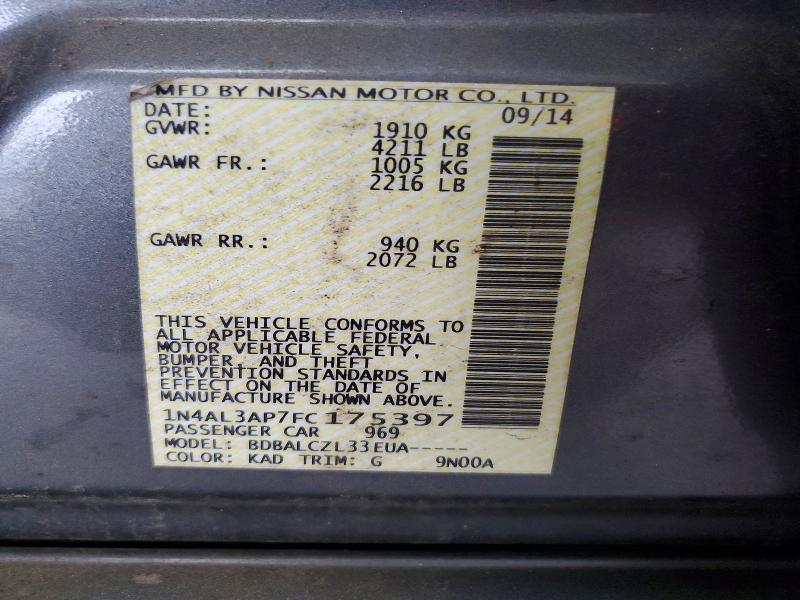 MFD BY NISSAN MOTOR CO., LTD.
DATE: 09/14
GVWR: 1910 KG
4211 LB
GAWR FR.: 1005 KG
2216 LB
GAWR RR.: 940 KG
2072 LB
THIS VEHICLE CONFORMS TO
ALL APPLICABLE FEDERAL
MOTOR VEHICLE SAFETY,
BUMPER, AND THEFT
PREVENTION STANDARDS IN
EFFECT ON THE DATE OF
MANUFACTURE SHOWN ABOVE.
1N4AL3AP7FC175397
PASSENGER CAR 969
MODEL: BDBALCZL33EUA-----
COLOR: KAD TRIM: G 9N00A